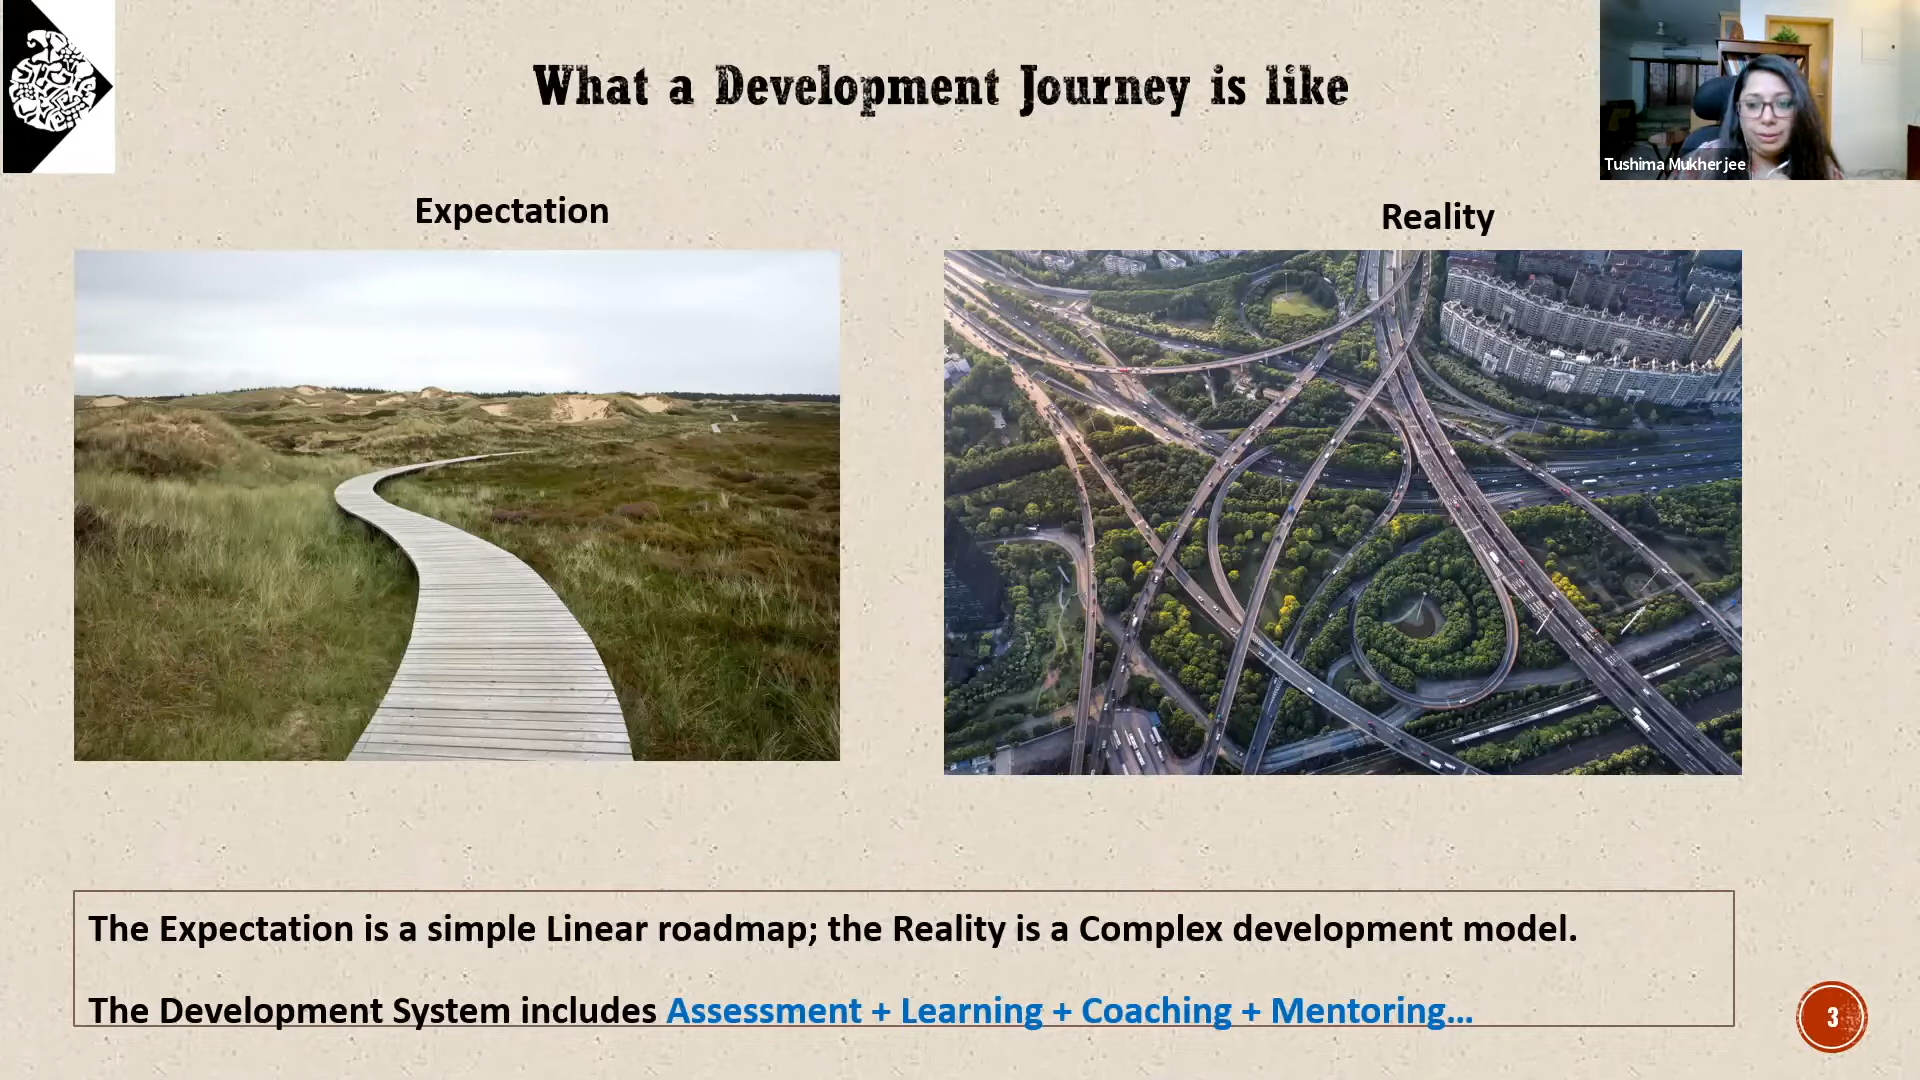 What a Development Journey is like
Tushima Mukherjee
Expectation
Reality
The Expectation is a simple Linear roadmap; the Reality is a Complex development model.
The Development System includes Assessment + Learning + Coaching + Mentoring...
3